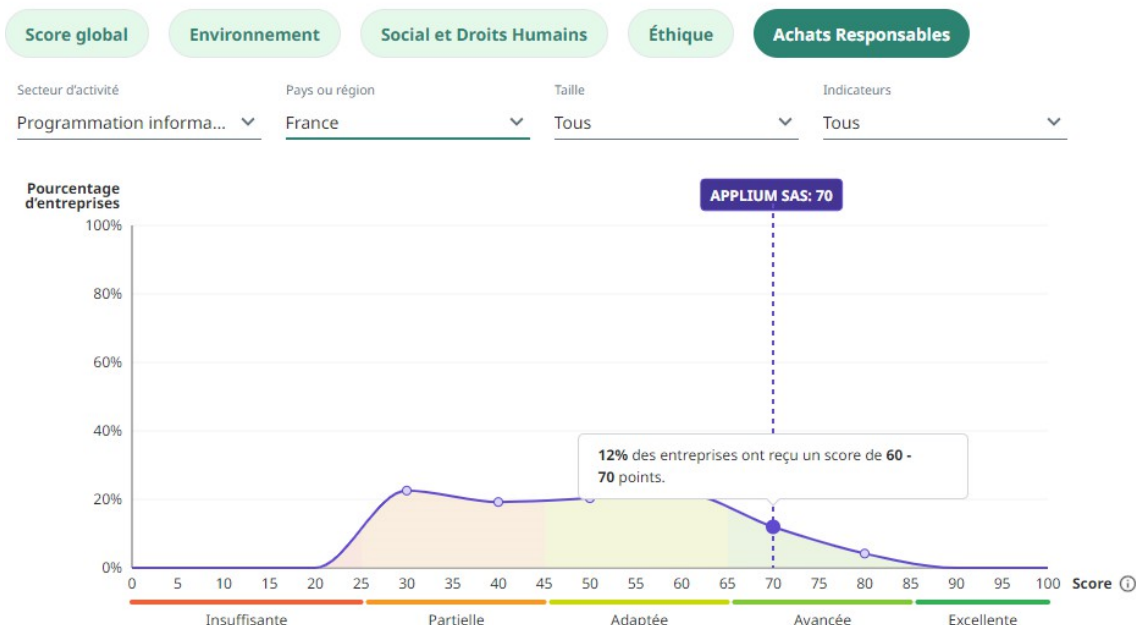 Score global
Environnement
Social et Droits Humains
Éthique
Achats Responsables
Secteur d'activité
Pays ou région
Taille
Indicateurs
Programmation informa...
France
Tous
Tous
Pourcentage
d'entreprises
APPLIUM SAS: 70
100%
80%
60%
40%
20%
0%
12% des entreprises ont reçu un score de 60 -
70 points.
0 5 10 15 20 25 30 35 40 45 50 55 60 65 70 75 80 85 90 95 100 Score
Insuffisante
Partielle
Adaptée
Avancée
Excellente